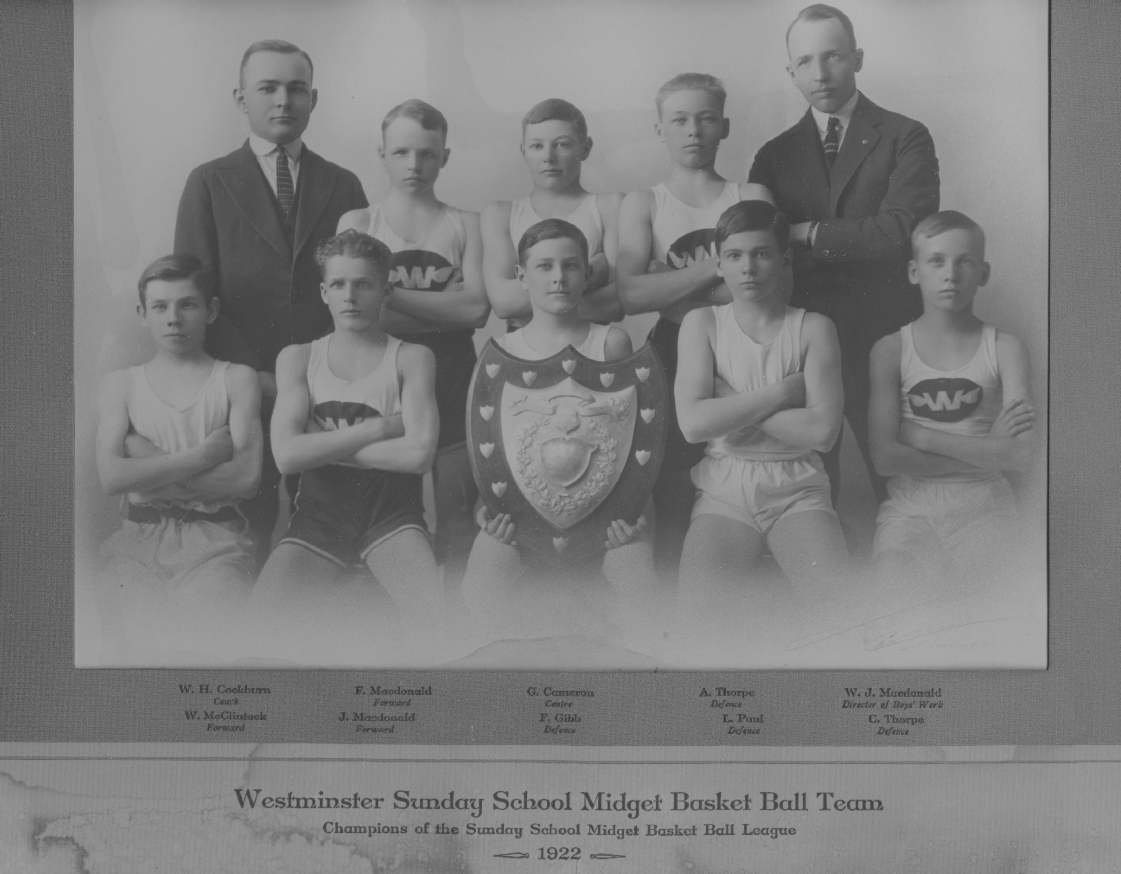 W
W
W
W
W. H. Cockburn F. Macdonald G. Cameron A. Thorpe W. J. Macdonald
Coach Forward Centre Defence Director of Boys' Work
W. McClintock J. Macdonald F. Gibb L. Paul C. Thorpe
Forward Forward Defence Defence Defence
Westminster Sunday School Midget Basket Ball Team
Champions of the Sunday School Midget Basket Ball League
1922